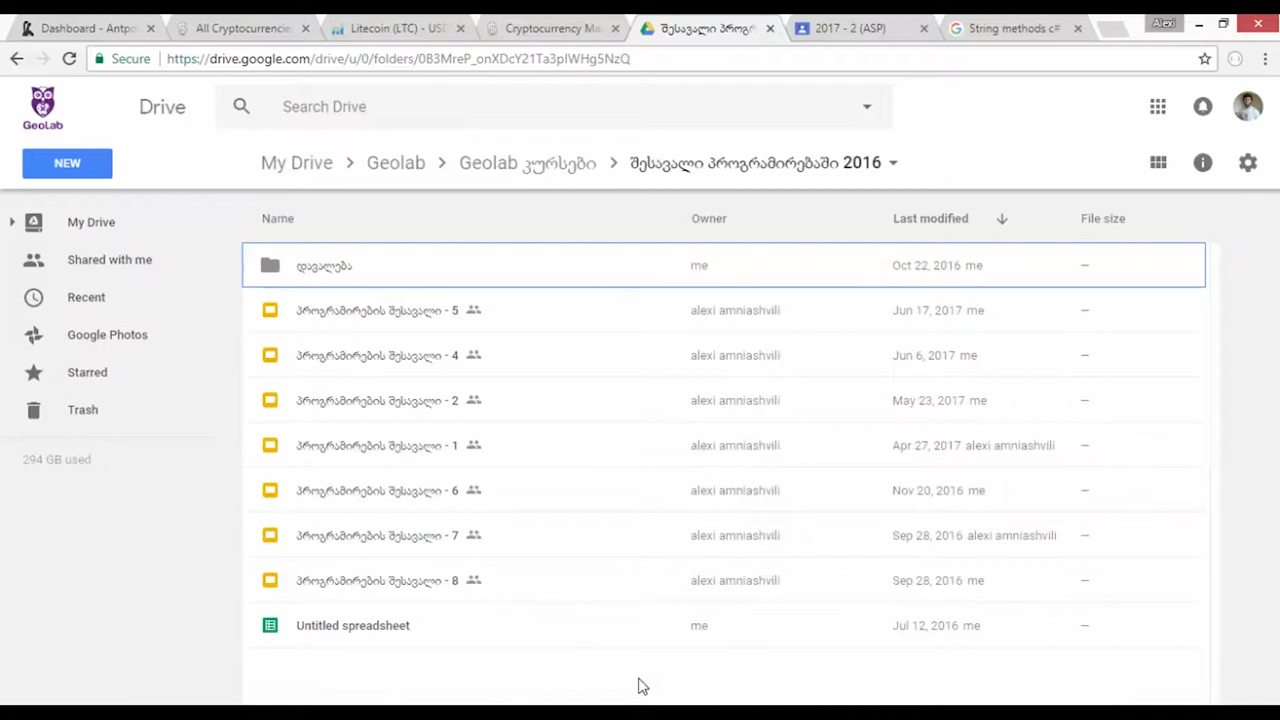 Dashboard - Antpo
All Cryptocurrencie
Litecoin (LTC) - USD
Cryptocurrency Ma
შესავალი პროგრ
2017 - 2 (ASP)
String methods c#
Alexi
Secure
https://drive.google.com/drive/u/0/folders/0B3MreP_onXDcY21Ta3pIWHg5NzQ
GeoLab
Drive
Search Drive
NEW
My Drive > Geolab > Geolab კურსები > შესავალი პროგრამირებაში 2016
My Drive
Shared with me
Recent
Google Photos
Starred
Trash
294 GB used
Name Owner Last modified File size
დავალება me Oct 22, 2016 me –
პროგრამირების შესავალი - 5 alexi amniashvili Jun 17, 2017 me –
პროგრამირების შესავალი - 4 alexi amniashvili Jun 6, 2017 me –
პროგრამირების შესავალი - 2 alexi amniashvili May 23, 2017 me –
პროგრამირების შესავალი - 1 alexi amniashvili Apr 27, 2017 alexi amniashvili –
პროგრამირების შესავალი - 6 alexi amniashvili Nov 20, 2016 me –
პროგრამირების შესავალი - 7 alexi amniashvili Sep 28, 2016 alexi amniashvili –
პროგრამირების შესავალი - 8 alexi amniashvili Sep 28, 2016 me –
Untitled spreadsheet me Jul 12, 2016 me –